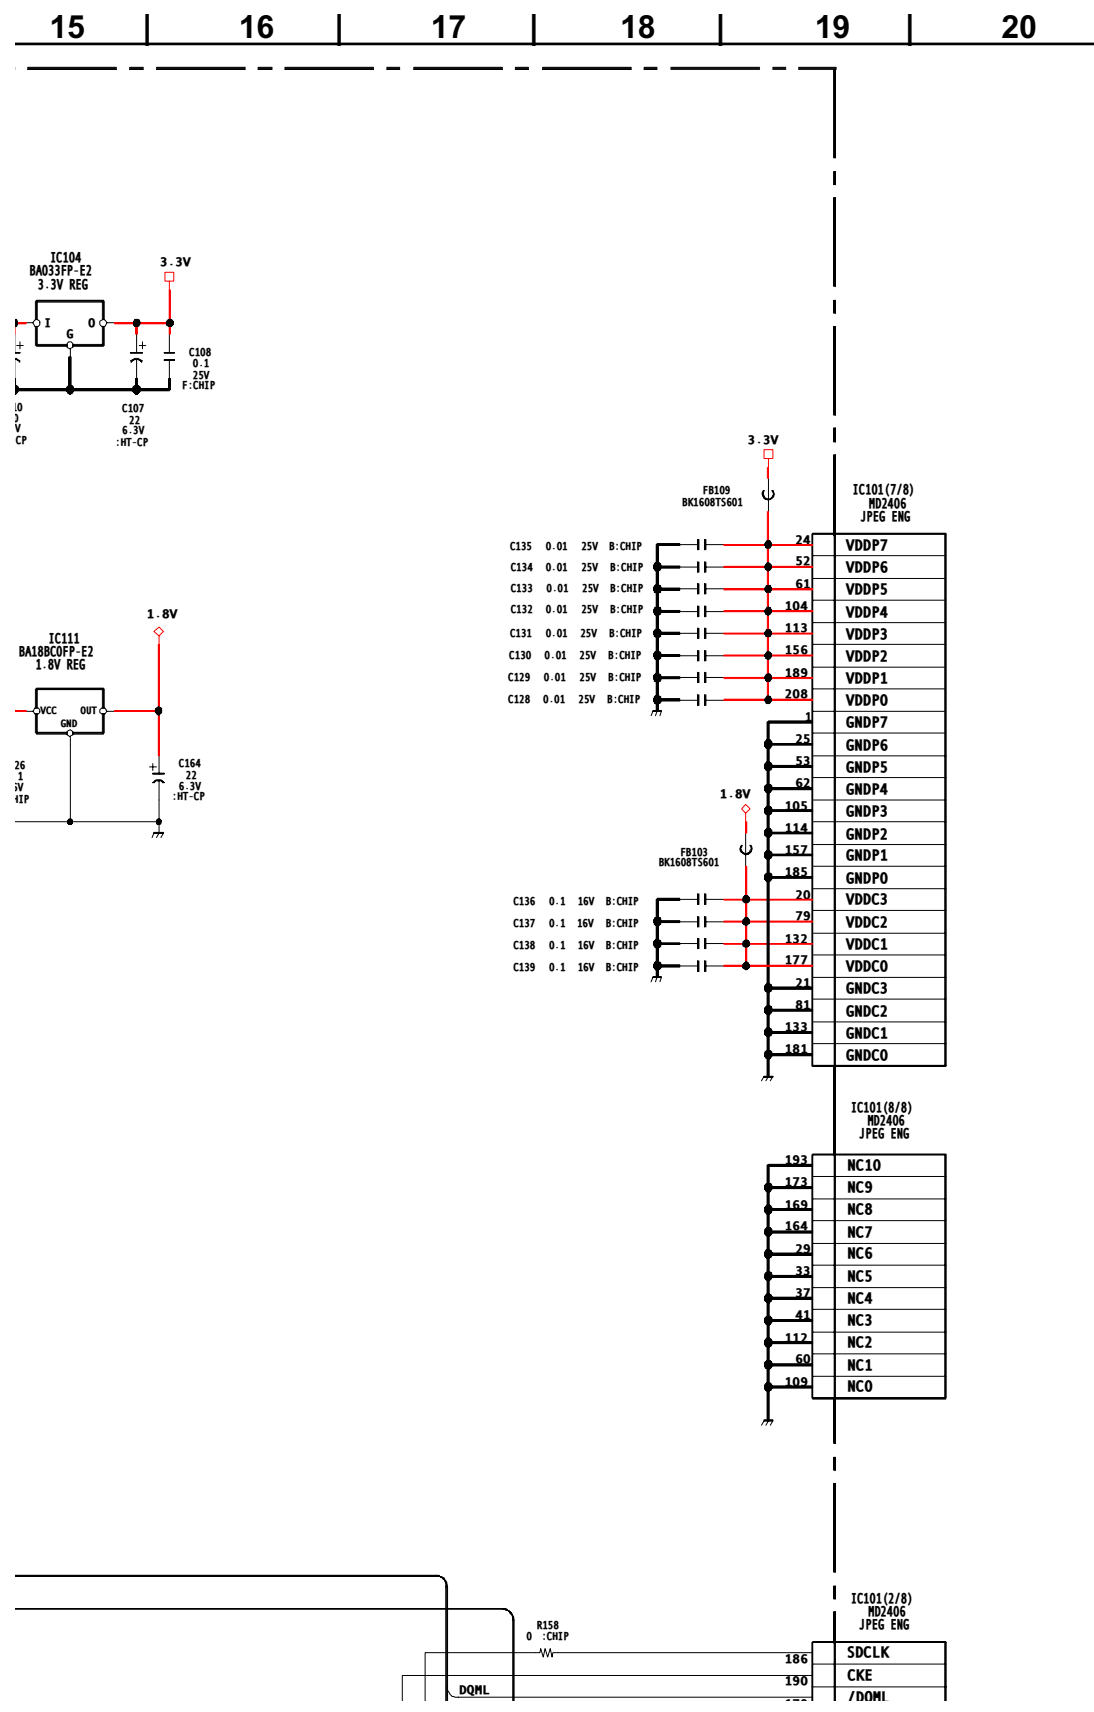 15 16 17 18 19 20
IC104
BA033FP-E2
3.3V REG
3.3V
I O
G
+ +
C108
0.1
25V
F:CHIP
C107
22
6.3V
:HT-CP
10
0
V
CP
3.3V
FB109
BK1608TS601
IC101(7/8)
MD2406
JPEG ENG
C135 0.01 25V B:CHIP 24 VDDP7
C134 0.01 25V B:CHIP 52 VDDP6
C133 0.01 25V B:CHIP 61 VDDP5
C132 0.01 25V B:CHIP 104 VDDP4
C131 0.01 25V B:CHIP 113 VDDP3
C130 0.01 25V B:CHIP 156 VDDP2
C129 0.01 25V B:CHIP 189 VDDP1
C128 0.01 25V B:CHIP 208 VDDP0
1 GNDP7
25 GNDP6
53 GNDP5
62 GNDP4
105 GNDP3
114 GNDP2
157 GNDP1
185 GNDP0
IC111
BA18BC0FP-E2
1.8V REG
1.8V
VCC OUT
GND
+
C164
22
6.3V
:HT-CP
26
1
HIP
1.8V
FB103
BK1608TS601
C136 0.1 16V B:CHIP 20 VDDC3
C137 0.1 16V B:CHIP 79 VDDC2
C138 0.1 16V B:CHIP 132 VDDC1
C139 0.1 16V B:CHIP 177 VDDC0
21 GNDC3
81 GNDC2
133 GNDC1
181 GNDC0
IC101(8/8)
MD2406
JPEG ENG
193 NC10
173 NC9
169 NC8
164 NC7
29 NC6
33 NC5
37 NC4
41 NC3
112 NC2
60 NC1
109 NC0
IC101(2/8)
MD2406
JPEG ENG
R158
0 :CHIP
186 SDCLK
190 CKE
DQML /DQML